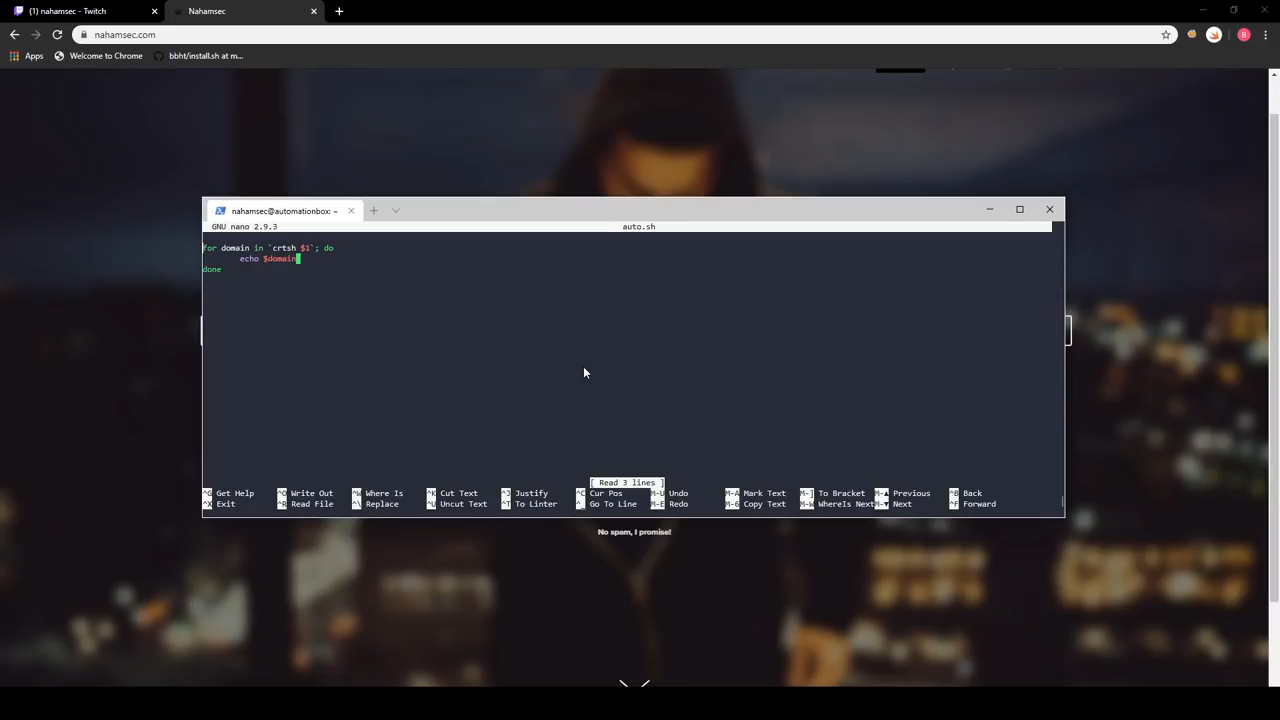 (1) nahamsec - Twitch
Nahamsec
nahamsec.com
Apps Welcome to Chrome bbht/install.sh at m...
B
nahamsec@automationbox: ~
GNU nano 2.9.3 auto.sh
for domain in `crtsh $1`; do
echo $domain
done
[ Read 3 lines ]
^G Get Help ^O Write Out ^W Where Is ^K Cut Text ^J Justify ^C Cur Pos M-U Undo M-A Mark Text M-] To Bracket M-▲ Previous ^B Back
^X Exit ^R Read File ^\ Replace ^U Uncut Text ^T To Linter ^_ Go To Line M-E Redo M-6 Copy Text M-W WhereIs Next M-▼ Next ^F Forward
No spam, I promise!